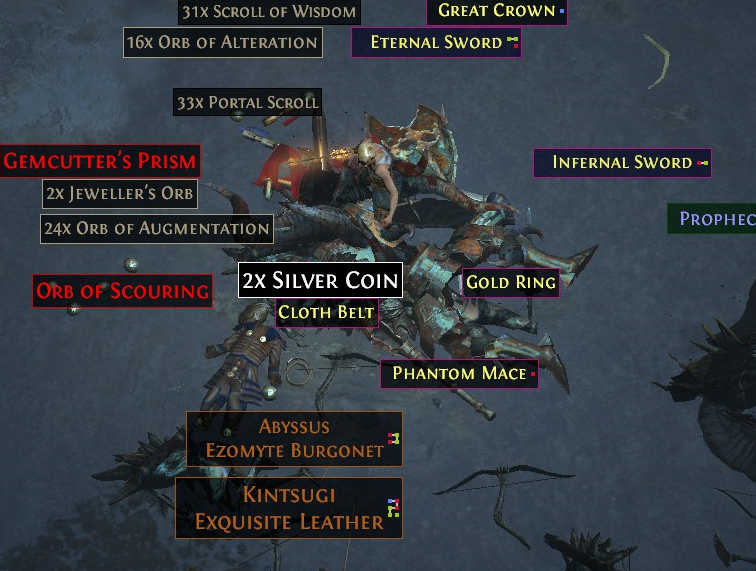 31x Scroll of Wisdom
Great Crown
16x Orb of Alteration
Eternal Sword
33x Portal Scroll
Gemcutter's Prism
Infernal Sword
2x Jeweller's Orb
Prophec
24x Orb of Augmentation
Orb of Scouring
2x Silver Coin
Gold Ring
Cloth Belt
Phantom Mace
Abyssus
Ezomyte Burgonet
Kintsugi
Exquisite Leather